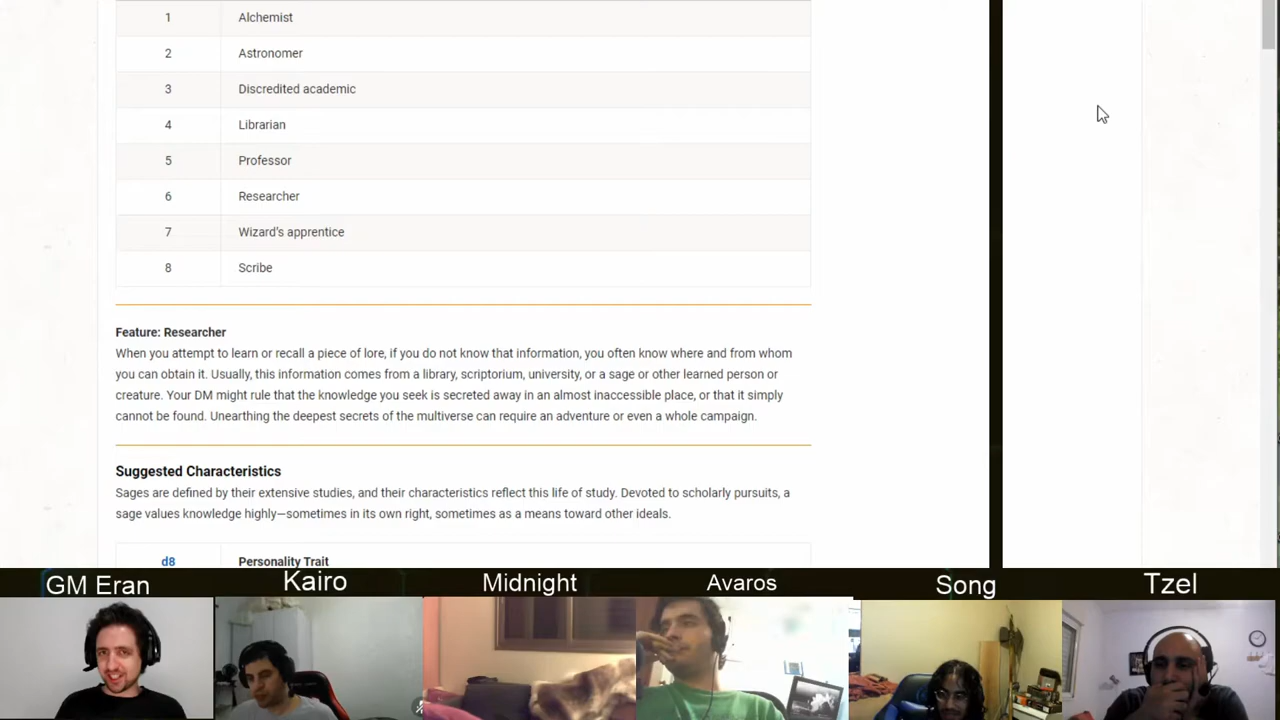 1 Alchemist
2 Astronomer
3 Discredited academic
4 Librarian
5 Professor
6 Researcher
7 Wizard's apprentice
8 Scribe
Feature: Researcher
When you attempt to learn or recall a piece of lore, if you do not know that information, you often know where and from whom
you can obtain it. Usually, this information comes from a library, scriptorium, university, or a sage or other learned person or
creature. Your DM might rule that the knowledge you seek is secreted away in an almost inaccessible place, or that it simply
cannot be found. Unearthing the deepest secrets of the multiverse can require an adventure or even a whole campaign.
Suggested Characteristics
Sages are defined by their extensive studies, and their characteristics reflect this life of study. Devoted to scholarly pursuits, a
sage values knowledge highly—sometimes in its own right, sometimes as a means toward other ideals.
d8 Personality Trait
GM Eran Kairo Midnight Avaros Song Tzel